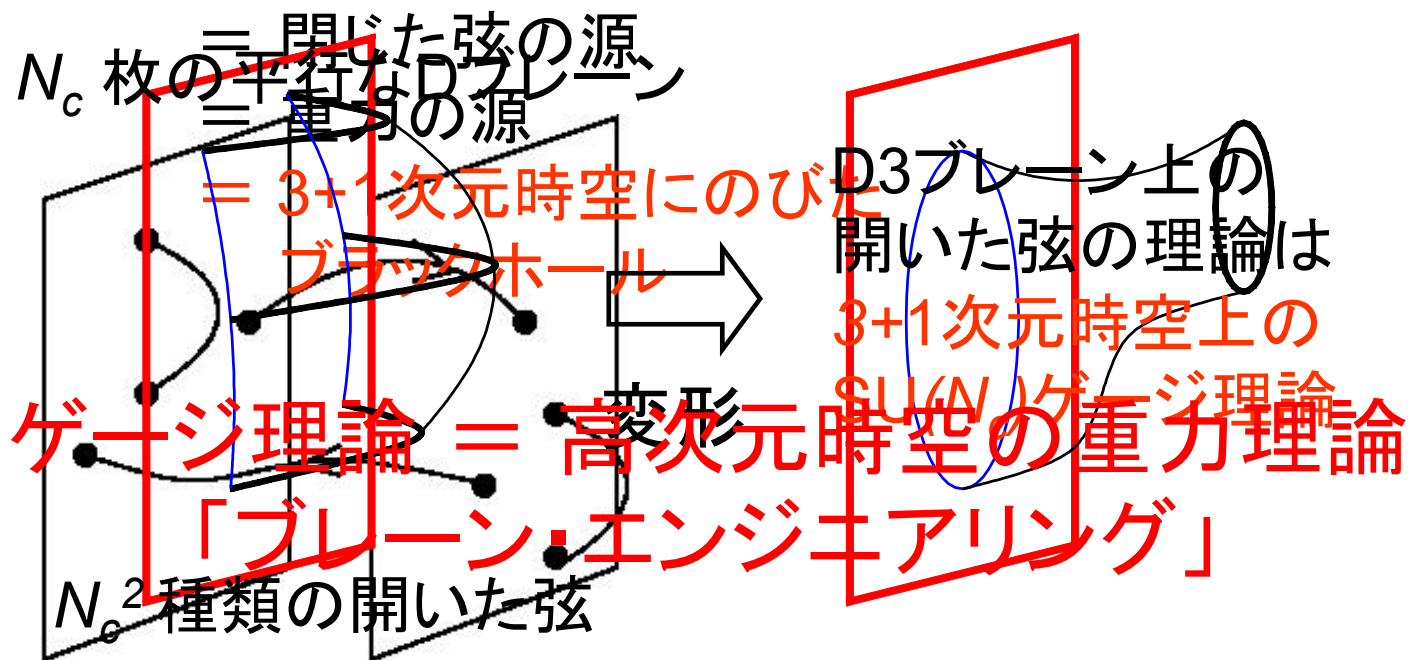 ＝ 閉じた弦の源
N_c 枚の平行なDブレーン
＝ 重力の源
＝ 3+1次元時空にのびた
ブラックホール
D3ブレーン上の
開いた弦の理論は
3+1次元時空上の
SU(N_c)ゲージ理論
変形
ゲージ理論 ＝ 高次元時空の重力理論
「ブレーン・エンジニアリング」
N_c^2 種類の開いた弦